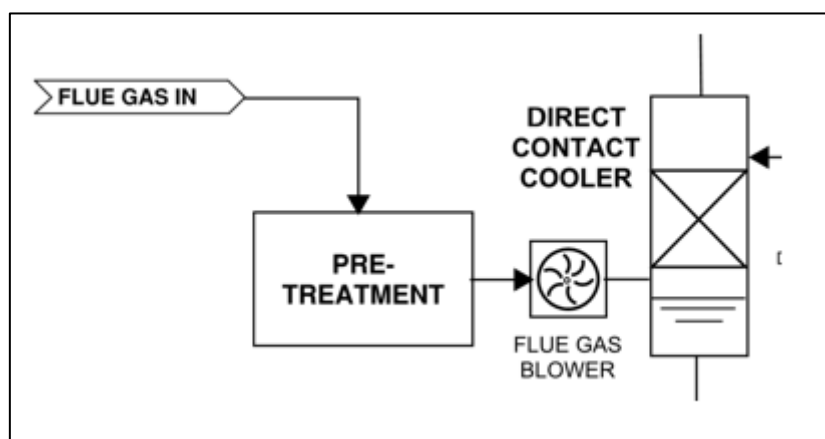 FLUE GAS IN
DIRECT
CONTACT
COOLER
PRE-
TREATMENT
FLUE GAS
BLOWER